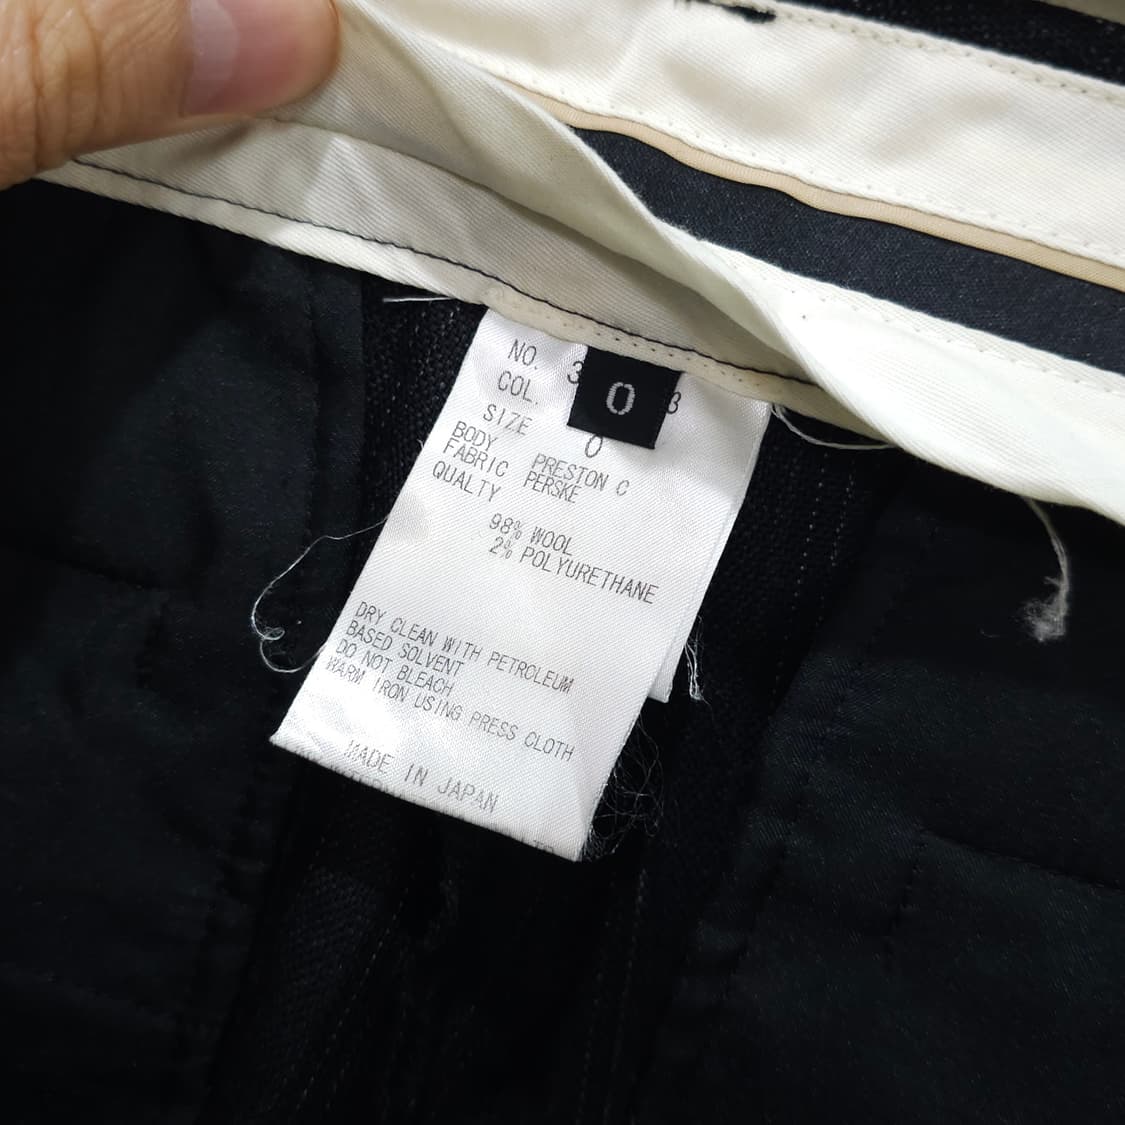 NO. 3
COL. 3
0
SIZE 0
BODY PRESTON C
FABRIC PERSKE
QUALTY
98% WOOL
2% POLYURETHANE
DRY CLEAN WITH PETROLEUM
BASED SOLVENT
DO NOT BLEACH
WARM IRON USING PRESS CLOTH
MADE IN JAPAN